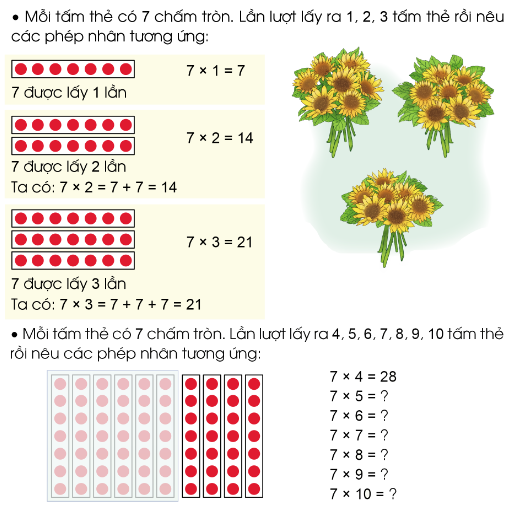 • Mỗi tấm thẻ có 7 chấm tròn. Lần lượt lấy ra 1, 2, 3 tấm thẻ rồi nêu
các phép nhân tương ứng:
7 × 1 = 7
7 được lấy 1 lần
7 × 2 = 14
7 được lấy 2 lần
Ta có: 7 × 2 = 7 + 7 = 14
7 × 3 = 21
7 được lấy 3 lần
Ta có: 7 × 3 = 7 + 7 + 7 = 21
• Mỗi tấm thẻ có 7 chấm tròn. Lần lượt lấy ra 4, 5, 6, 7, 8, 9, 10 tấm thẻ
rồi nêu các phép nhân tương ứng:
7 × 4 = 28
7 × 5 = ?
7 × 6 = ?
7 × 7 = ?
7 × 8 = ?
7 × 9 = ?
7 × 10 = ?